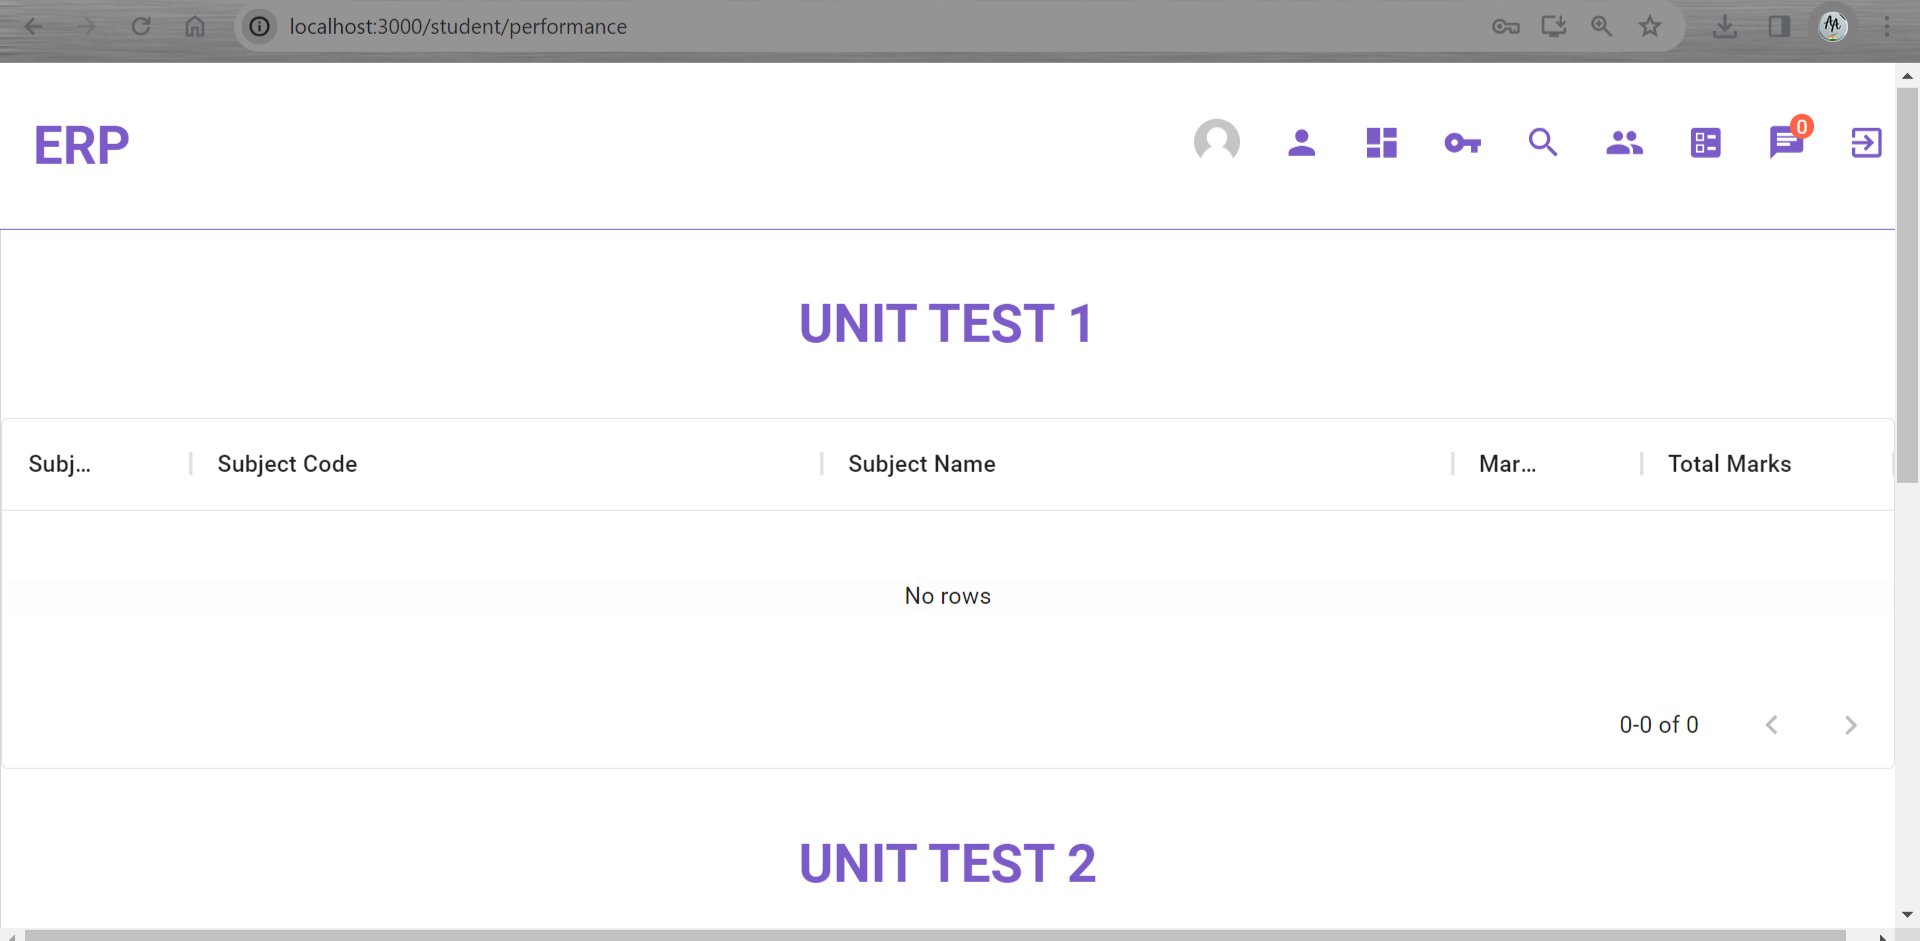 localhost:3000/student/performance
ERP
0
UNIT TEST 1
Subj... Subject Code Subject Name Mar... Total Marks
No rows
0-0 of 0
UNIT TEST 2